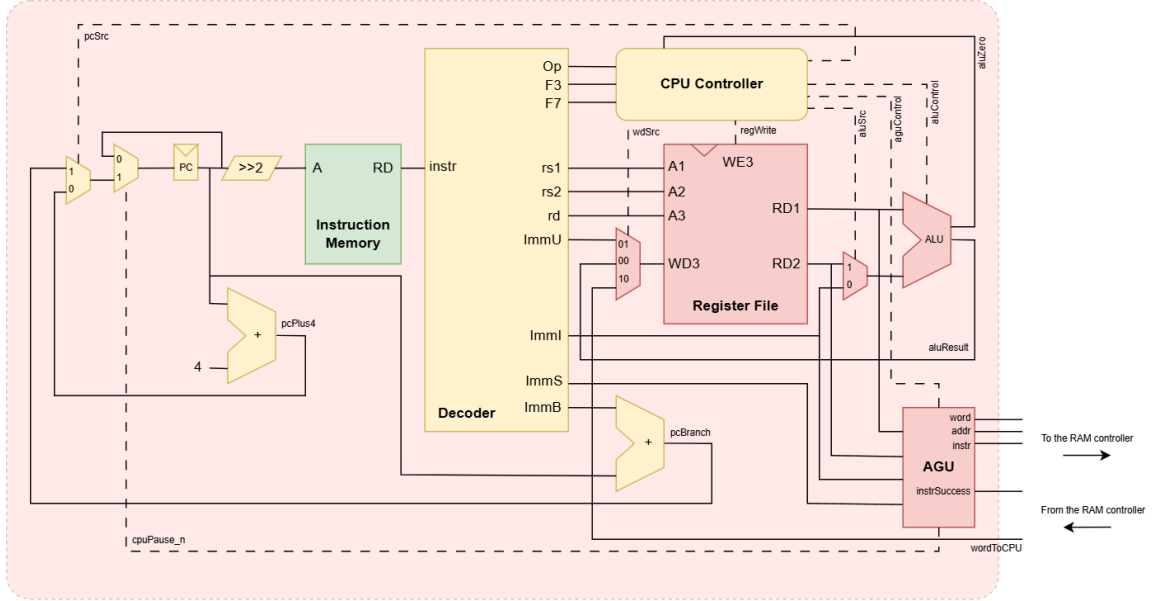 pcSrc
aluZero
Op
F3
F7
CPU Controller
aluControl
aguControl
aluSrc
wdSrc
regWrite
0
1
1
0
PC
>>2
A
RD
Instruction
Memory
instr
rs1
rs2
rd
ImmU
ImmI
ImmS
ImmB
Decoder
A1
A2
A3
WD3
WE3
RD1
RD2
Register File
01
00
10
1
0
ALU
aluResult
pcPlus4
+
4
+
pcBranch
word
addr
instr
AGU
instrSuccess
To the RAM controller
From the RAM controller
wordToCPU
cpuPause_n